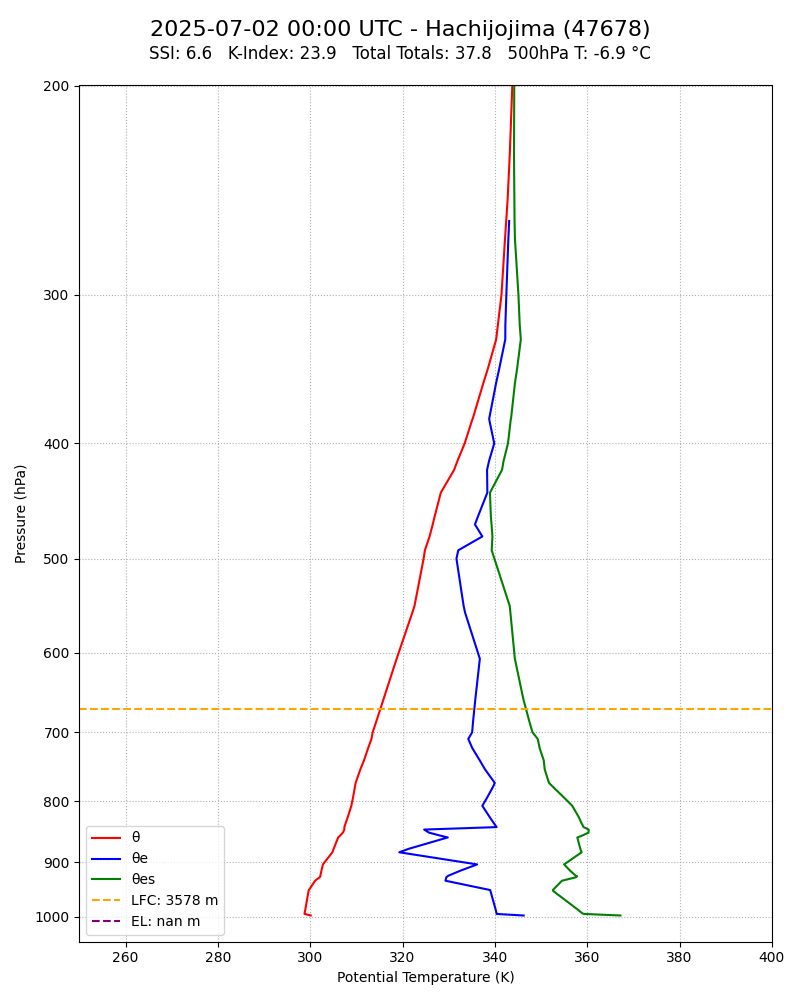 2025-07-02 00:00 UTC - Hachijojima (47678)
SSI: 6.6 K-Index: 23.9 Total Totals: 37.8 500hPa T: -6.9 °C
200
300
400
500
600
700
800
900
1000
Pressure (hPa)
θ
θe
θes
LFC: 3578 m
EL: nan m
260 280 300 320 340 360 380 400
Potential Temperature (K)